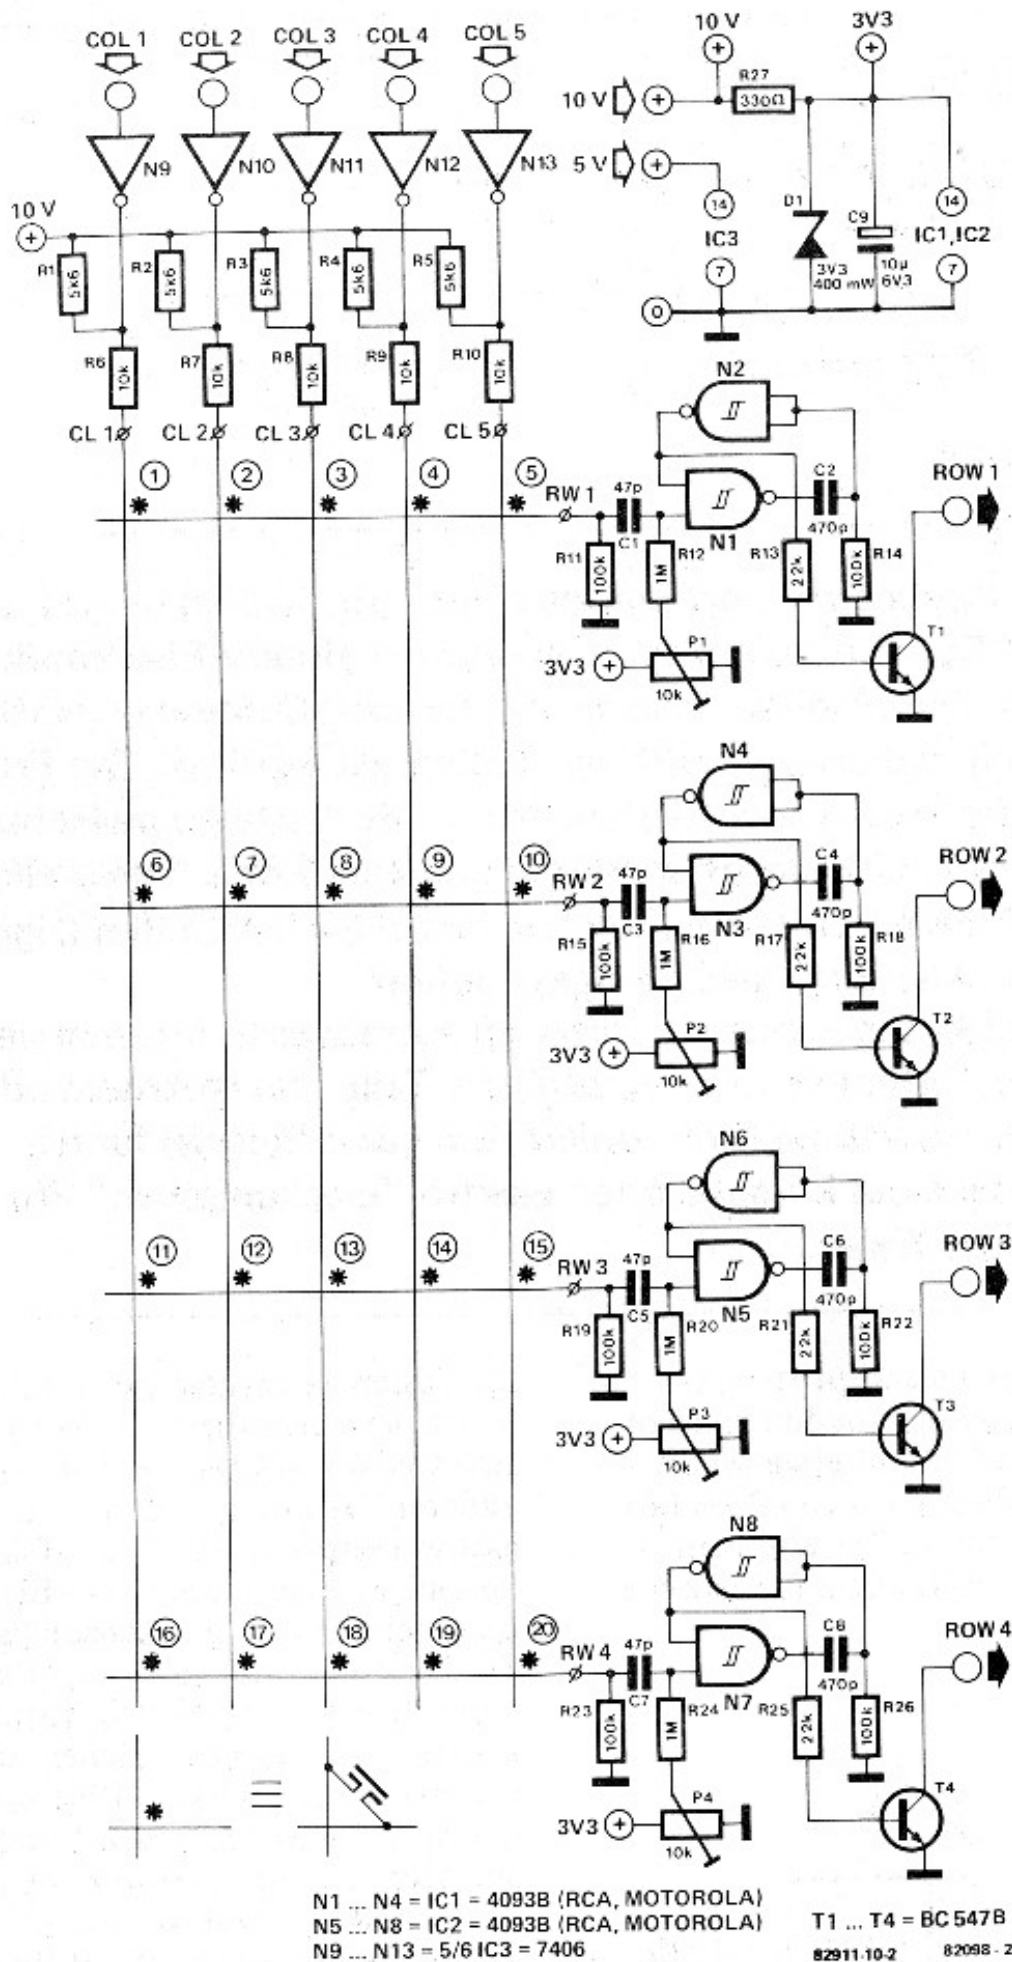 COL 1 COL 2 COL 3 COL 4 COL 5
N9 N10 N11 N12 N13
10 V
R1 5k6 R2 5k6 R3 5k6 R4 5k6 R5 5k6
R6 10k R7 10k R8 10k R9 10k R10 10k
CL 1 CL 2 CL 3 CL 4 CL 5
10 V 3V3
R27
10 V 330Ω
5 V
14 D1 C9 14
IC3 IC1, IC2
7 3V3 10µ 7
400 mW 6V3
0
1 2 3 4 5
RW 1 47p C1 R11 100k R12 1M
N2
N1
C2 470p
R13 22k R14 100k
ROW 1
T1
3V3 P1 10k
6 7 8 9 10
RW 2 47p C3 R15 100k R16 1M
N4
N3
C4 470p
R17 22k R18 100k
ROW 2
T2
3V3 P2 10k
11 12 13 14 15
RW 3 47p C5 R19 100k R20 1M
N6
N5
C6 470p
R21 22k R22 100k
ROW 3
T3
3V3 P3 10k
16 17 18 19 20
RW 4 47p C7 R23 100k R24 1M
N8
N7
C8 470p
R25 22k R26 100k
ROW 4
T4
3V3 P4 10k
N1 ... N4 = IC1 = 4093B (RCA, MOTOROLA)
N5 ... N8 = IC2 = 4093B (RCA, MOTOROLA)
N9 ... N13 = 5/6 IC3 = 7406
T1 ... T4 = BC 547B
82911-10-2 82098 - 2